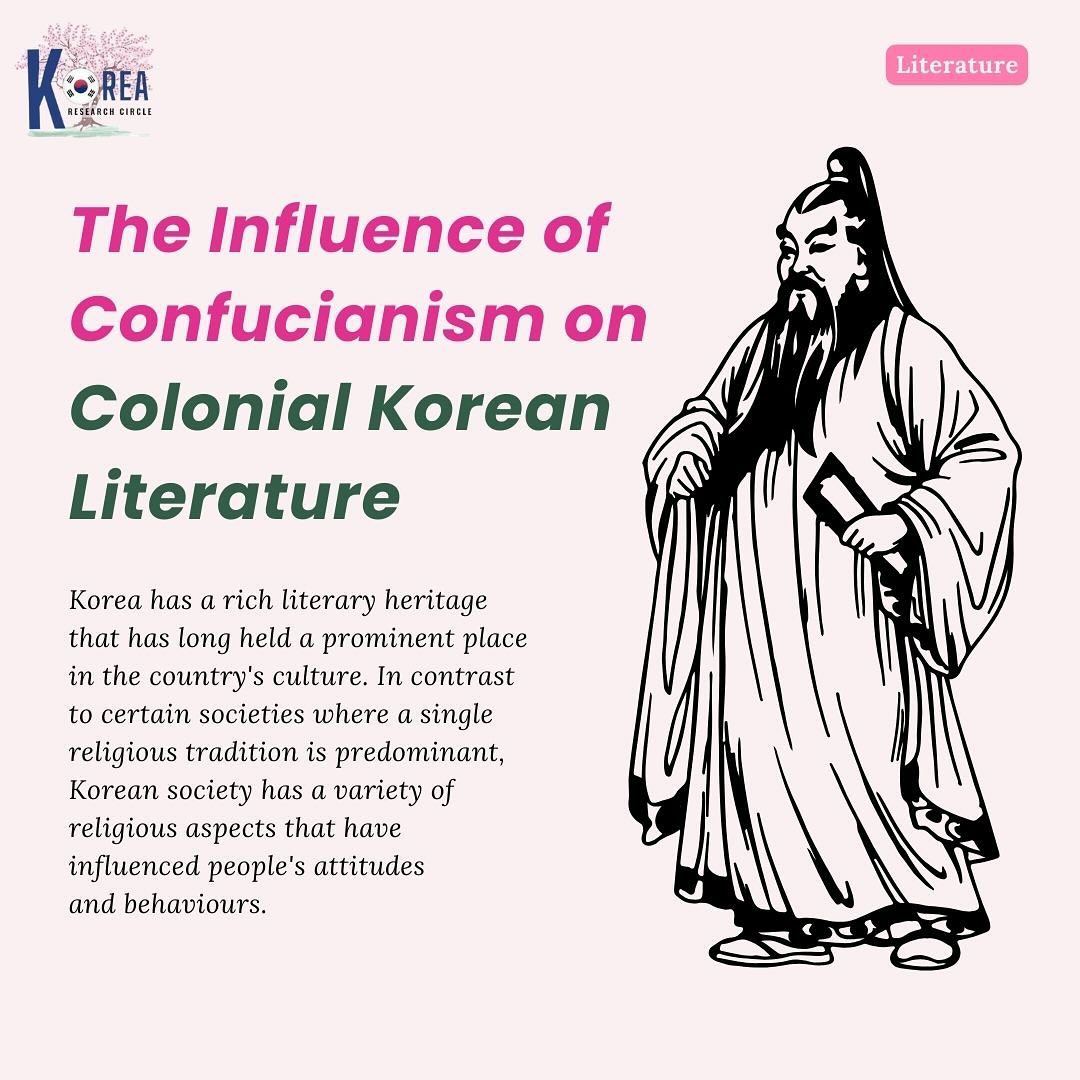 KOREA
RESEARCH CIRCLE
Literature
The Influence of
Confucianism on
Colonial Korean
Literature
Korea has a rich literary heritage
that has long held a prominent place
in the country's culture. In contrast
to certain societies where a single
religious tradition is predominant,
Korean society has a variety of
religious aspects that have
influenced people's attitudes
and behaviours.